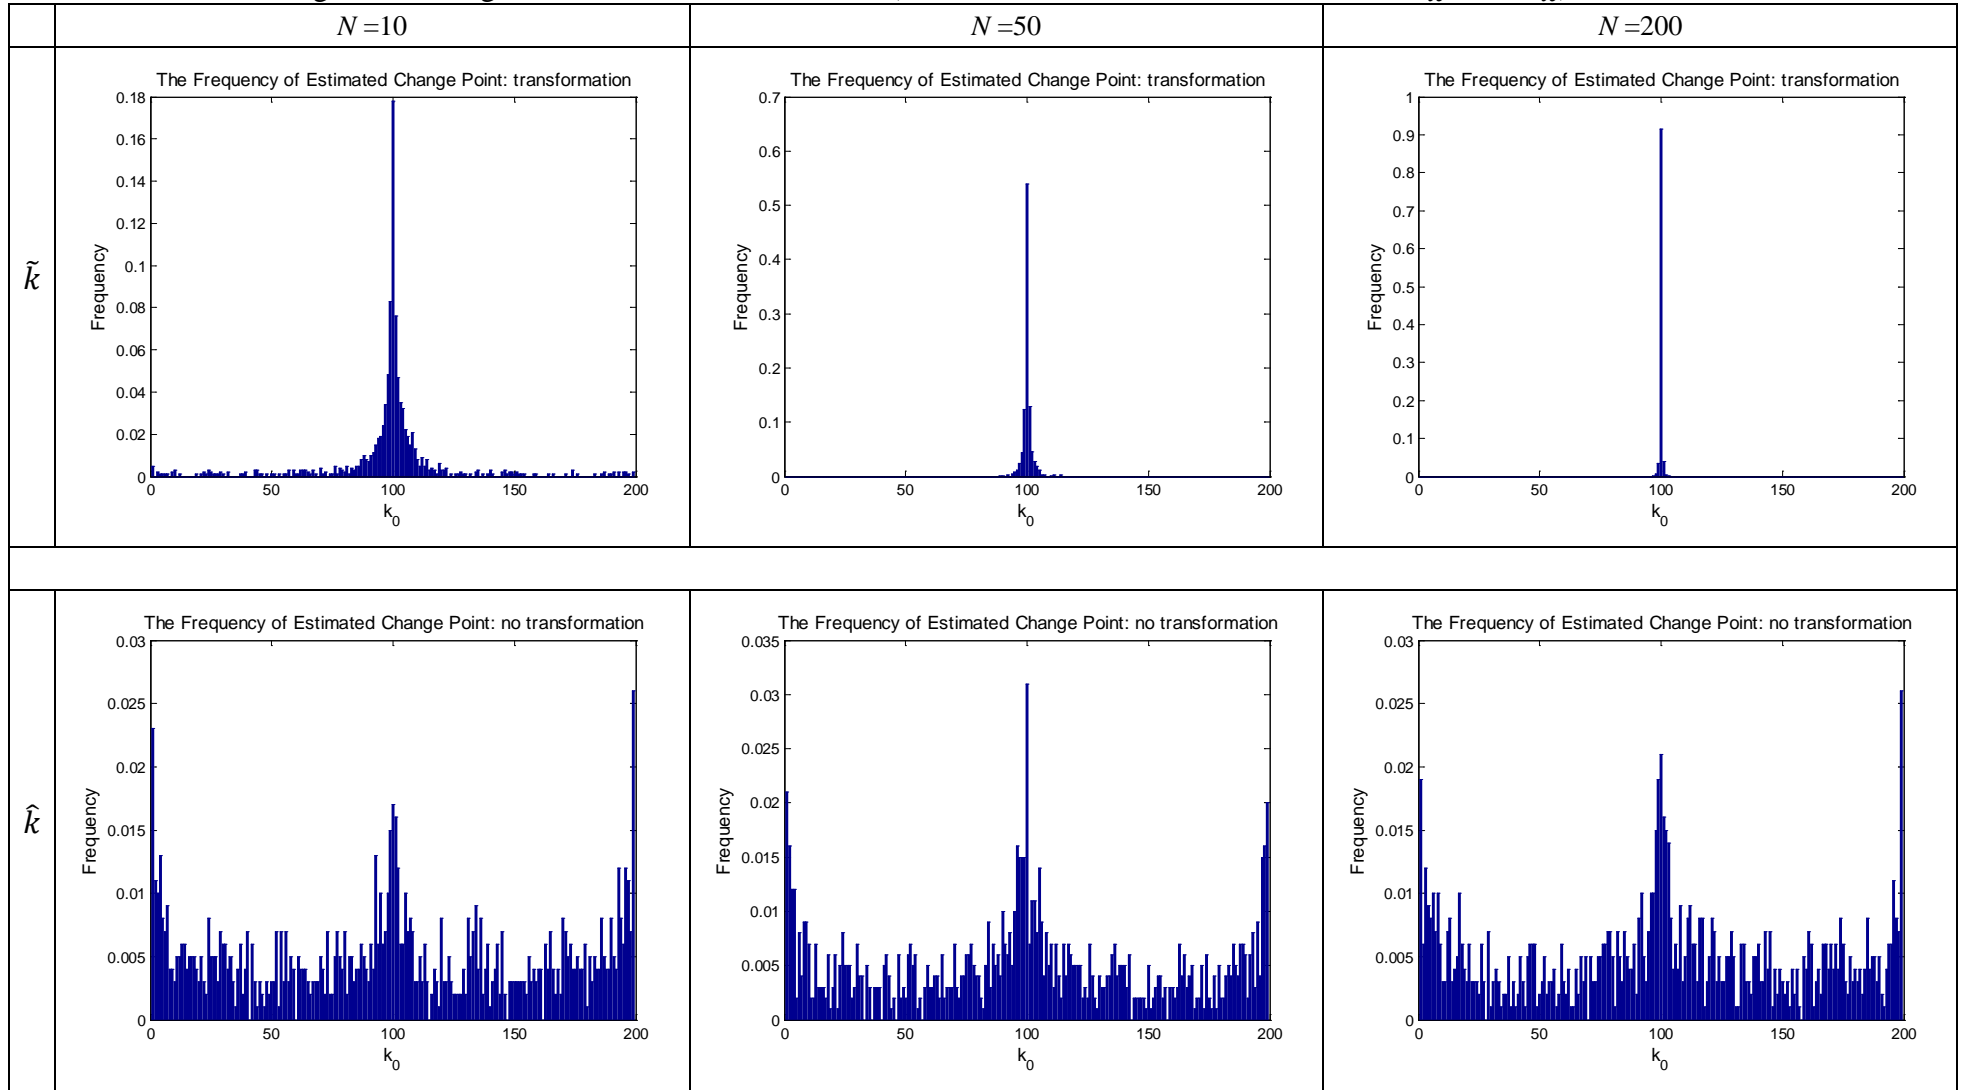 N =10 N =50 N =200
k̃
The Frequency of Estimated Change Point: transformation
0.18
0.16
0.14
0.12
0.1
0.08
0.06
0.04
0.02
0
Frequency
0 50 100 150 200
k0
The Frequency of Estimated Change Point: transformation
0.7
0.6
0.5
0.4
0.3
0.2
0.1
0
Frequency
0 50 100 150 200
k0
The Frequency of Estimated Change Point: transformation
1
0.9
0.8
0.7
0.6
0.5
0.4
0.3
0.2
0.1
0
Frequency
0 50 100 150 200
k0
k̂
The Frequency of Estimated Change Point: no transformation
0.03
0.025
0.02
0.015
0.01
0.005
0
Frequency
0 50 100 150 200
k0
The Frequency of Estimated Change Point: no transformation
0.035
0.03
0.025
0.02
0.015
0.01
0.005
0
Frequency
0 50 100 150 200
k0
The Frequency of Estimated Change Point: no transformation
0.03
0.025
0.02
0.015
0.01
0.005
0
Frequency
0 50 100 150 200
k0